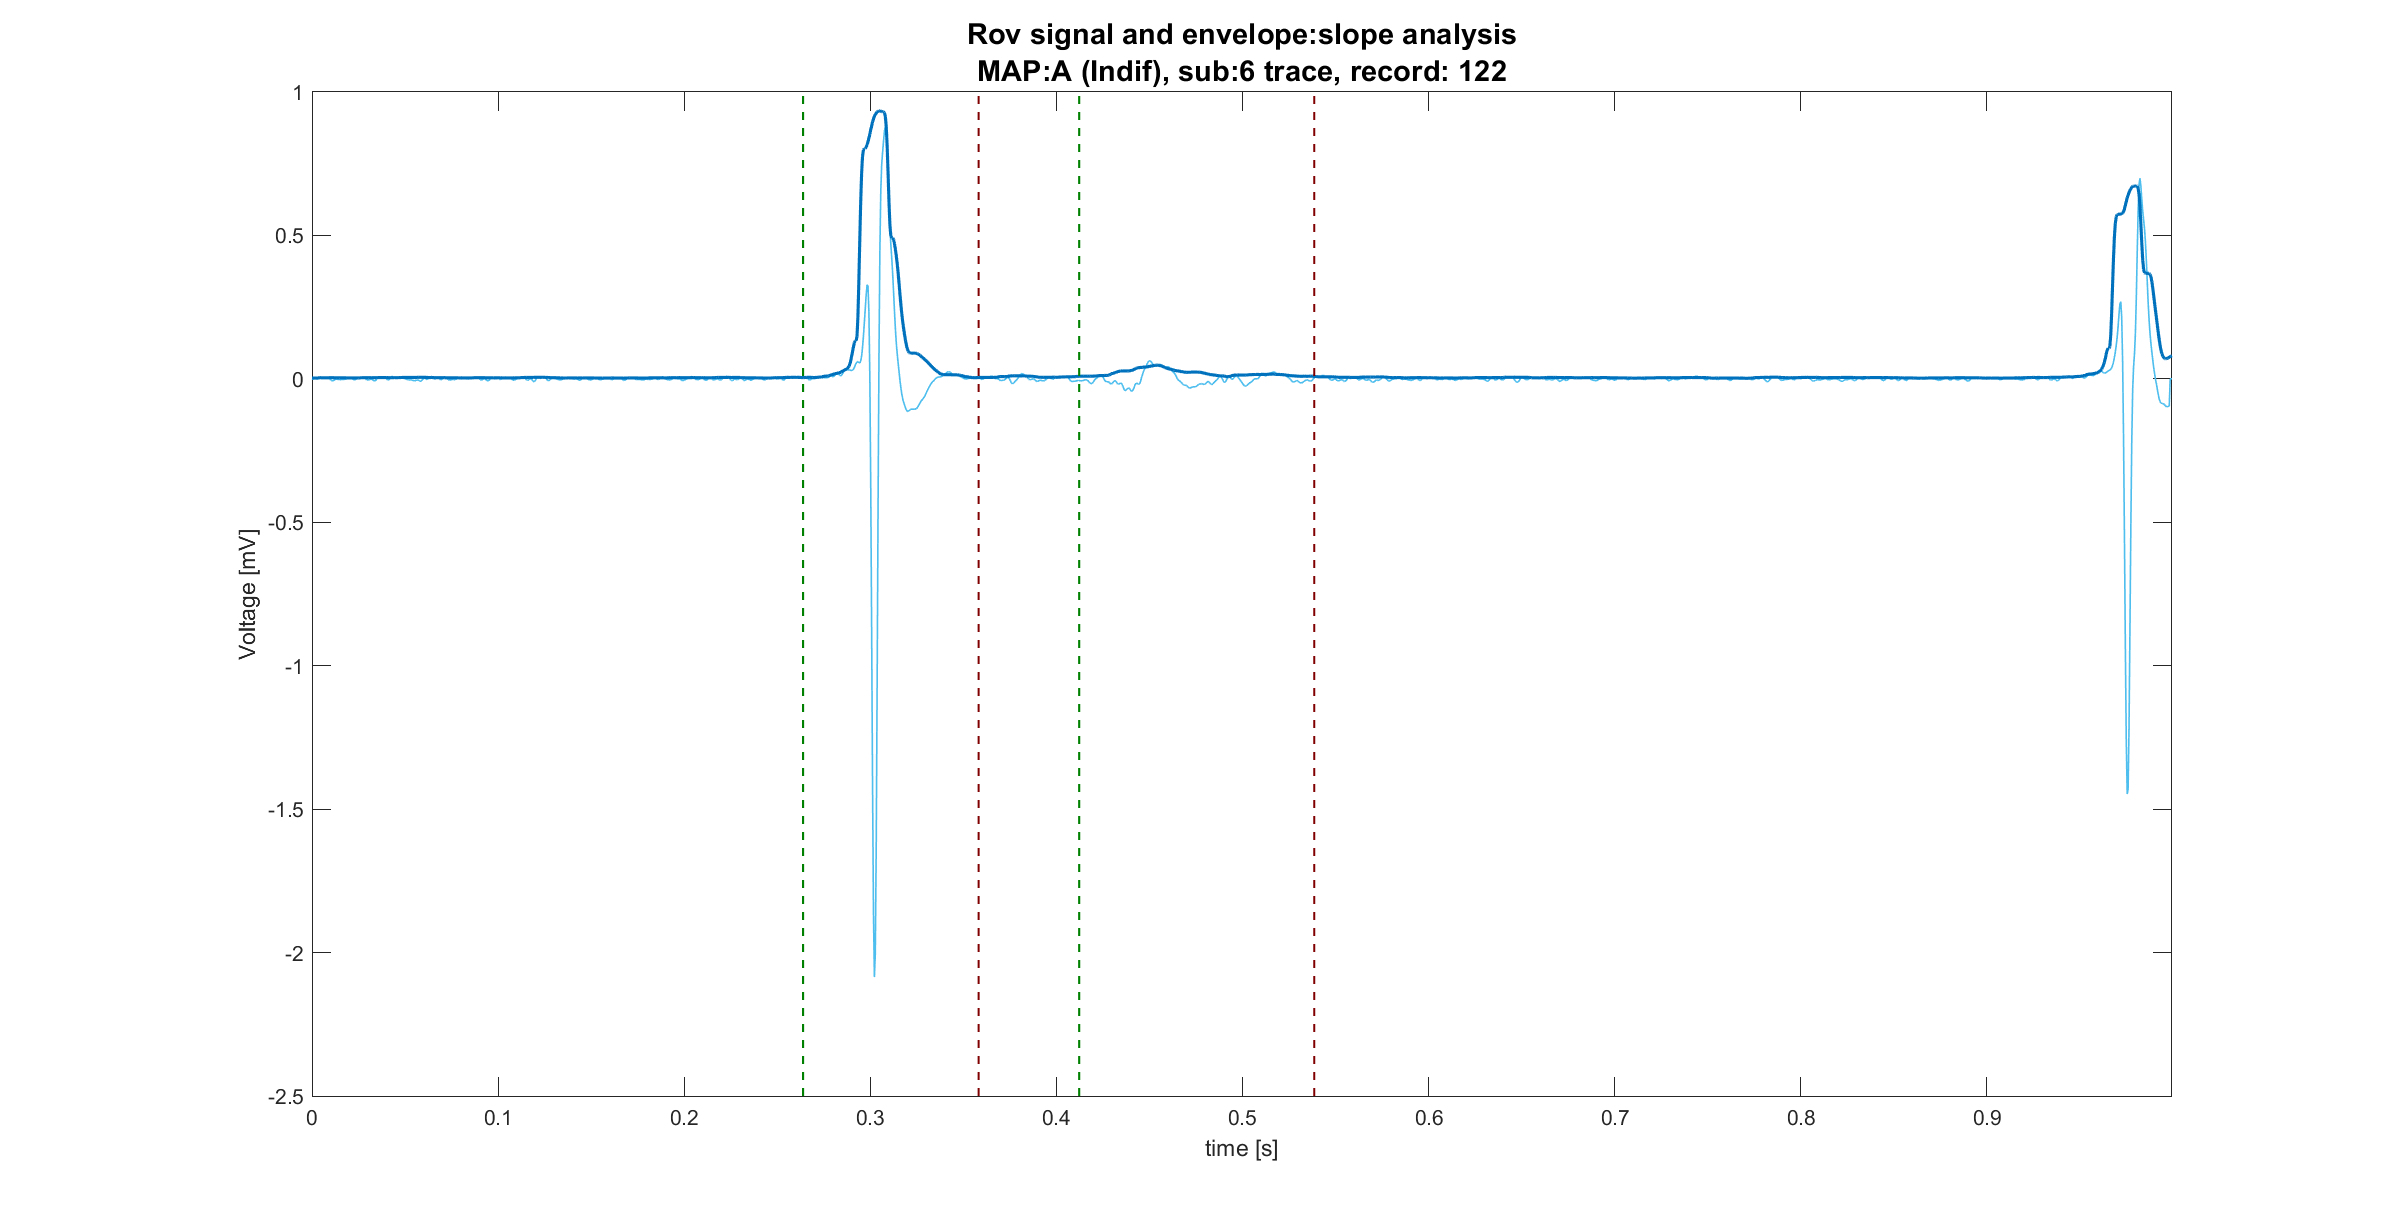 Rov signal and envelope:slope analysis
MAP:A (Indif), sub:6 trace, record: 122
1
0.5
0
-0.5
-1
-1.5
-2
-2.5
Voltage [mV]
0 0.1 0.2 0.3 0.4 0.5 0.6 0.7 0.8 0.9
time [s]